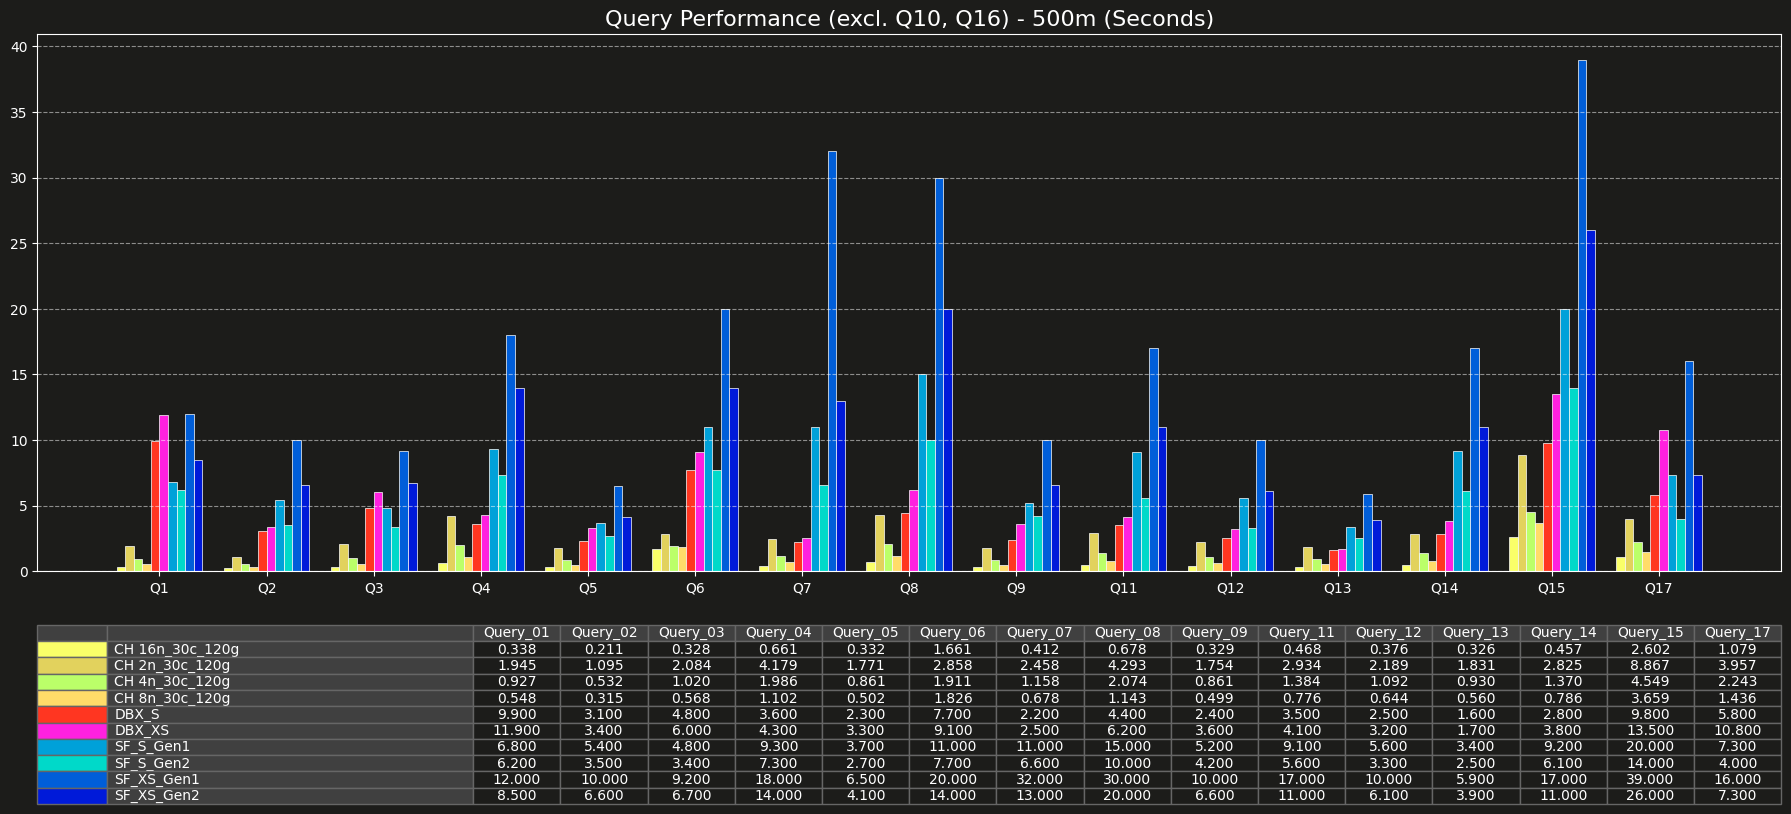 Query Performance (excl. Q10, Q16) - 500m (Seconds)
40
35
30
25
20
15
10
5
0
Q1 Q2 Q3 Q4 Q5 Q6 Q7 Q8 Q9 Q11 Q12 Q13 Q14 Q15 Q17
Query_01 Query_02 Query_03 Query_04 Query_05 Query_06 Query_07 Query_08 Query_09 Query_11 Query_12 Query_13 Query_14 Query_15 Query_17
CH 16n_30c_120g 0.338 0.211 0.328 0.661 0.332 1.661 0.412 0.678 0.329 0.468 0.376 0.326 0.457 2.602 1.079
CH 2n_30c_120g 1.945 1.095 2.084 4.179 1.771 2.858 2.458 4.293 1.754 2.934 2.189 1.831 2.825 8.867 3.957
CH 4n_30c_120g 0.927 0.532 1.020 1.986 0.861 1.911 1.158 2.074 0.861 1.384 1.092 0.930 1.370 4.549 2.243
CH 8n_30c_120g 0.548 0.315 0.568 1.102 0.502 1.826 0.678 1.143 0.499 0.776 0.644 0.560 0.786 3.659 1.436
DBX_S 9.900 3.100 4.800 3.600 2.300 7.700 2.200 4.400 2.400 3.500 2.500 1.600 2.800 9.800 5.800
DBX_XS 11.900 3.400 6.000 4.300 3.300 9.100 2.500 6.200 3.600 4.100 3.200 1.700 3.800 13.500 10.800
SF_S_Gen1 6.800 5.400 4.800 9.300 3.700 11.000 11.000 15.000 5.200 9.100 5.600 3.400 9.200 20.000 7.300
SF_S_Gen2 6.200 3.500 3.400 7.300 2.700 7.700 6.600 10.000 4.200 5.600 3.300 2.500 6.100 14.000 4.000
SF_XS_Gen1 12.000 10.000 9.200 18.000 6.500 20.000 32.000 30.000 10.000 17.000 10.000 5.900 17.000 39.000 16.000
SF_XS_Gen2 8.500 6.600 6.700 14.000 4.100 14.000 13.000 20.000 6.600 11.000 6.100 3.900 11.000 26.000 7.300